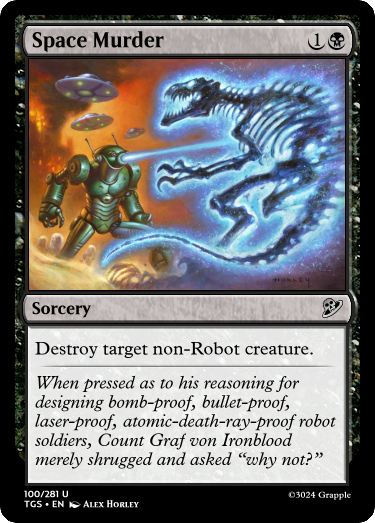 Space Murder 1
HORLEY
Sorcery
Destroy target non-Robot creature.
When pressed as to his reasoning for
designing bomb-proof, bullet-proof,
laser-proof, atomic-death-ray-proof robot
soldiers, Count Graf von Ironblood
merely shrugged and asked “why not?”
100/281 U
TGS • EN Alex Horley
©3024 Grapple